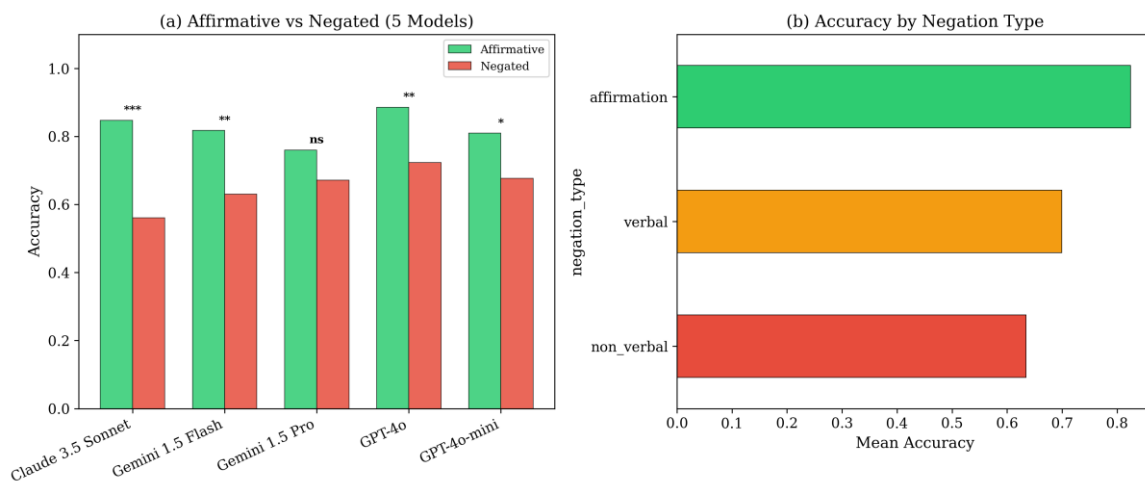 (a) Affirmative vs Negated (5 Models)
Affirmative
Negated
1.0
0.8
0.6
0.4
0.2
0.0
Accuracy
***
**
ns
**
*
Claude 3.5 Sonnet
Gemini 1.5 Flash
Gemini 1.5 Pro
GPT-4o
GPT-4o-mini
(b) Accuracy by Negation Type
negation_type
affirmation
verbal
non_verbal
0.0 0.1 0.2 0.3 0.4 0.5 0.6 0.7 0.8
Mean Accuracy